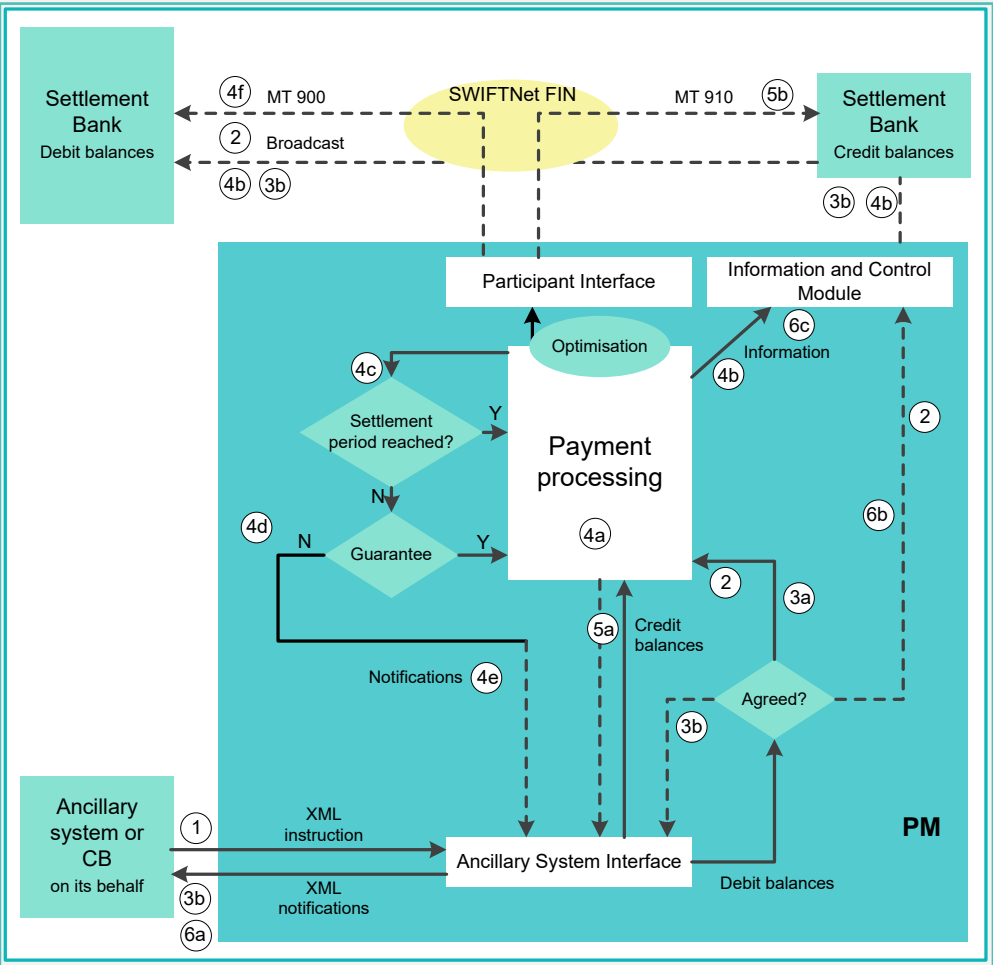 Settlement
Bank
Debit balances
4f
MT 900
2
Broadcast
4b
3b
SWIFTNet FIN
MT 910
5b
Settlement
Bank
Credit balances
3b
4b
Participant Interface
Information and Control
Module
Optimisation
6c
Information
4b
4c
Settlement
period reached?
Y
N
Payment
processing
4a
2
6b
4d
N
Guarantee
Y
2
3a
5a
Credit
balances
Notifications
4e
3b
Agreed?
Ancillary
system or
CB
on its behalf
1
XML
instruction
3b
XML
notifications
6a
Ancillary System Interface
Debit balances
PM